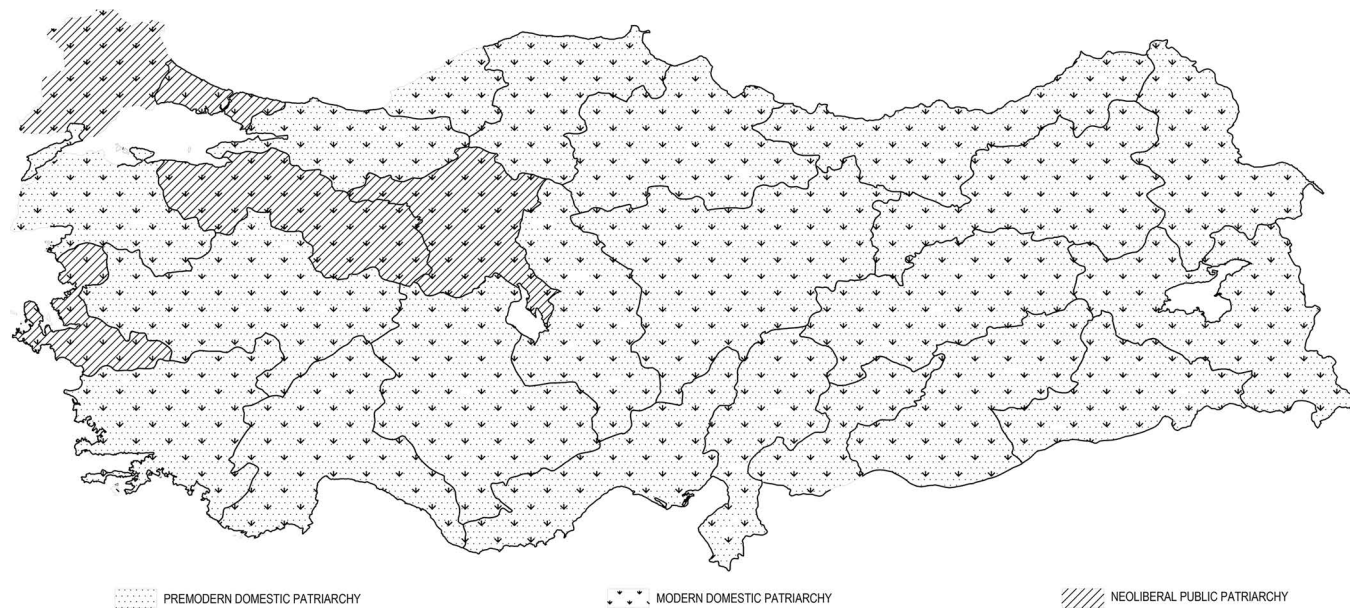 PREMODERN DOMESTIC PATRIARCHY
MODERN DOMESTIC PATRIARCHY
NEOLIBERAL PUBLIC PATRIARCHY